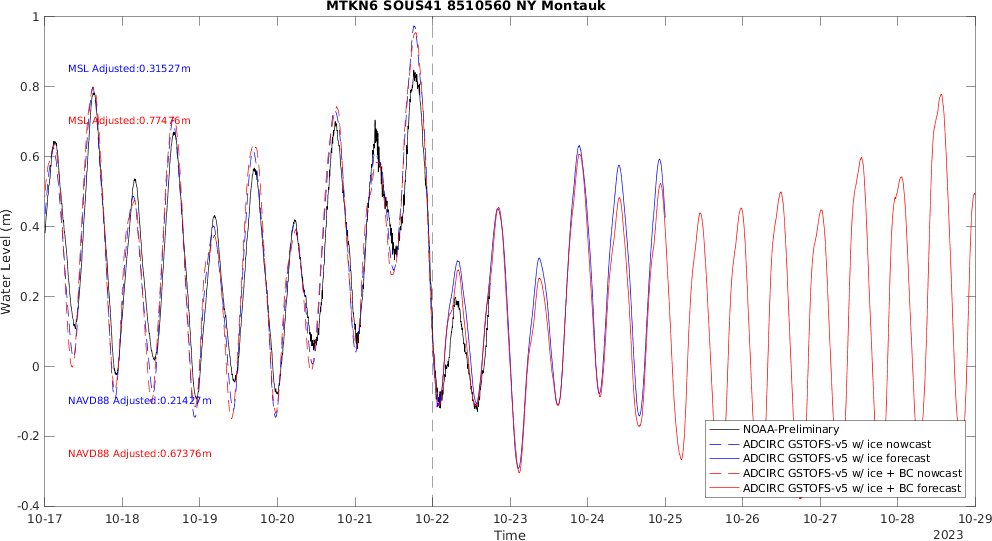 MTKN6 SOUS41 8510560 NY Montauk
1
0.8
0.6
0.4
0.2
0
-0.2
-0.4
Water Level (m)
MSL Adjusted:0.31527m
MSL Adjusted:0.77476m
NAVD88 Adjusted:0.21427m
NAVD88 Adjusted:0.67376m
NOAA-Preliminary
ADCIRC GSTOFS-v5 w/ ice nowcast
ADCIRC GSTOFS-v5 w/ ice forecast
ADCIRC GSTOFS-v5 w/ ice + BC nowcast
ADCIRC GSTOFS-v5 w/ ice + BC forecast
10-17 10-18 10-19 10-20 10-21 10-22 10-23 10-24 10-25 10-26 10-27 10-28 10-29
Time
2023